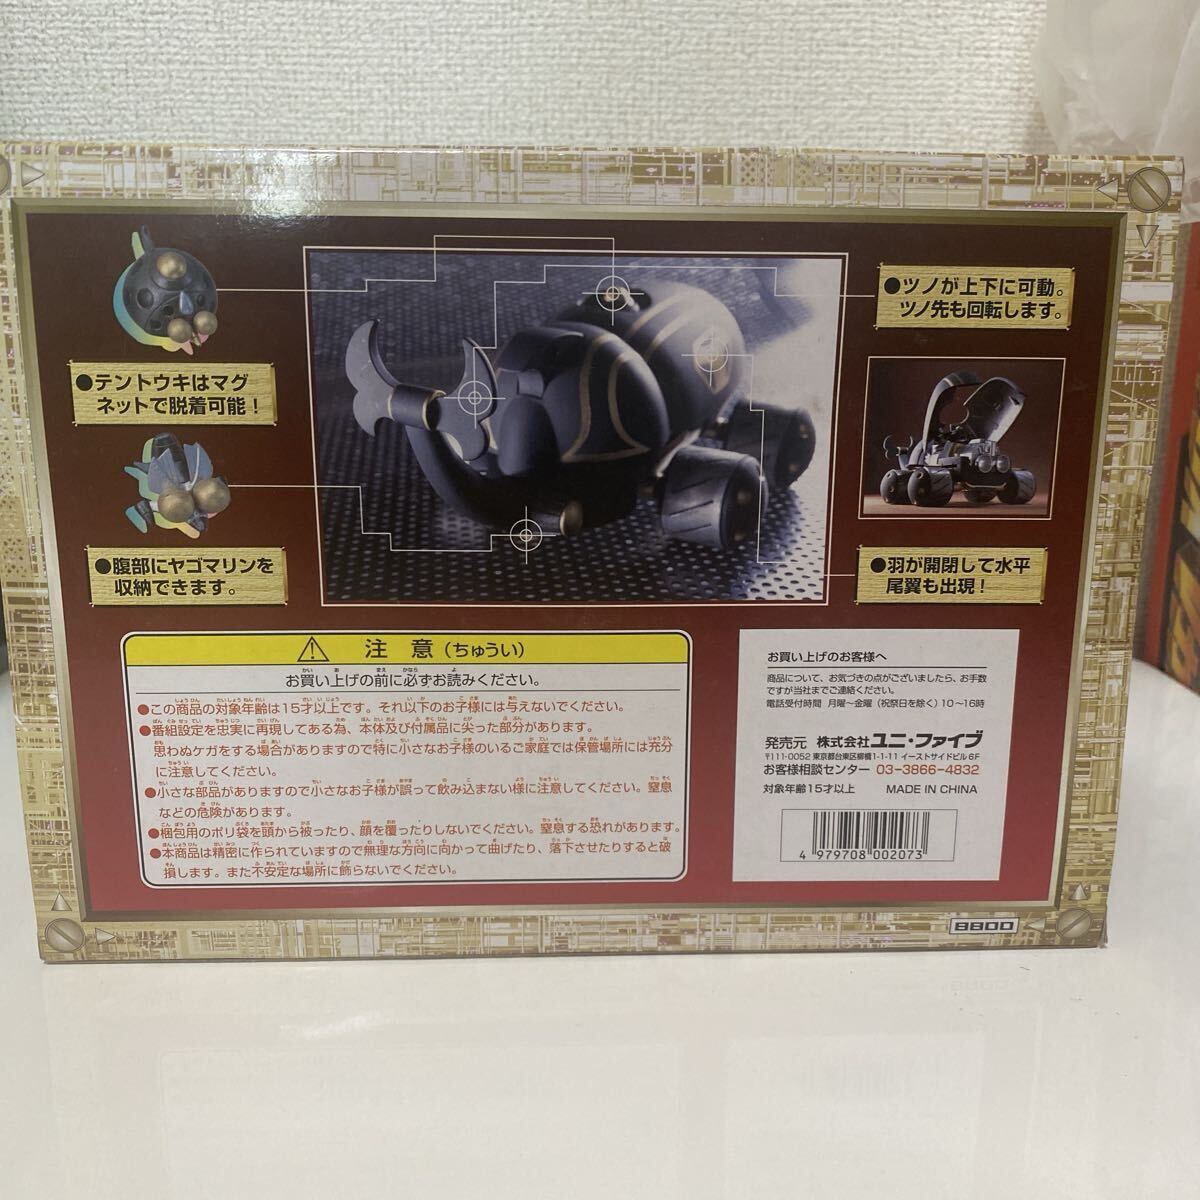 ●テントウキはマグ
ネットで脱着可能！
●腹部にヤゴマリンを
収納できます。
●ツノが上下に可動。
ツノ先も回転します。
●羽が開閉して水平
尾翼も出現！
注意（ちゅうい）
お買い上げの前に必ずお読みください。
●この商品の対象年齢は15才以上です。それ以下のお子様には与えないでください。
●番組設定を忠実に再現してある為、本体及び付属品に尖った部分があります。
思わぬケガをする場合がありますので特に小さなお子様のいるご家庭では保管場所には充分
に注意してください。
●小さな部品がありますので小さなお子様が誤って飲み込まない様に注意してください。窒息
などの危険があります。
●梱包用のポリ袋を頭から被ったり、顔を覆ったりしないでください。窒息する恐れがあります。
●本商品は精密に作られていますので無理な方向に向かって曲げたり、落下させたりすると破
損します。また不安定な場所に飾らないでください。
お買い上げのお客様へ
商品について、お気づきの点がございましたら、お手数
ですが当社までご連絡ください。
電話受付時間 月曜〜金曜（祝祭日を除く）10〜16時
発売元 株式会社ユニ・ファイブ
〒111-0052 東京都台東区柳橋1-1-11 イーストサイドビル6F
お客様相談センター 03-3866-4832
対象年齢15才以上 MADE IN CHINA
4 979708 002073
8800